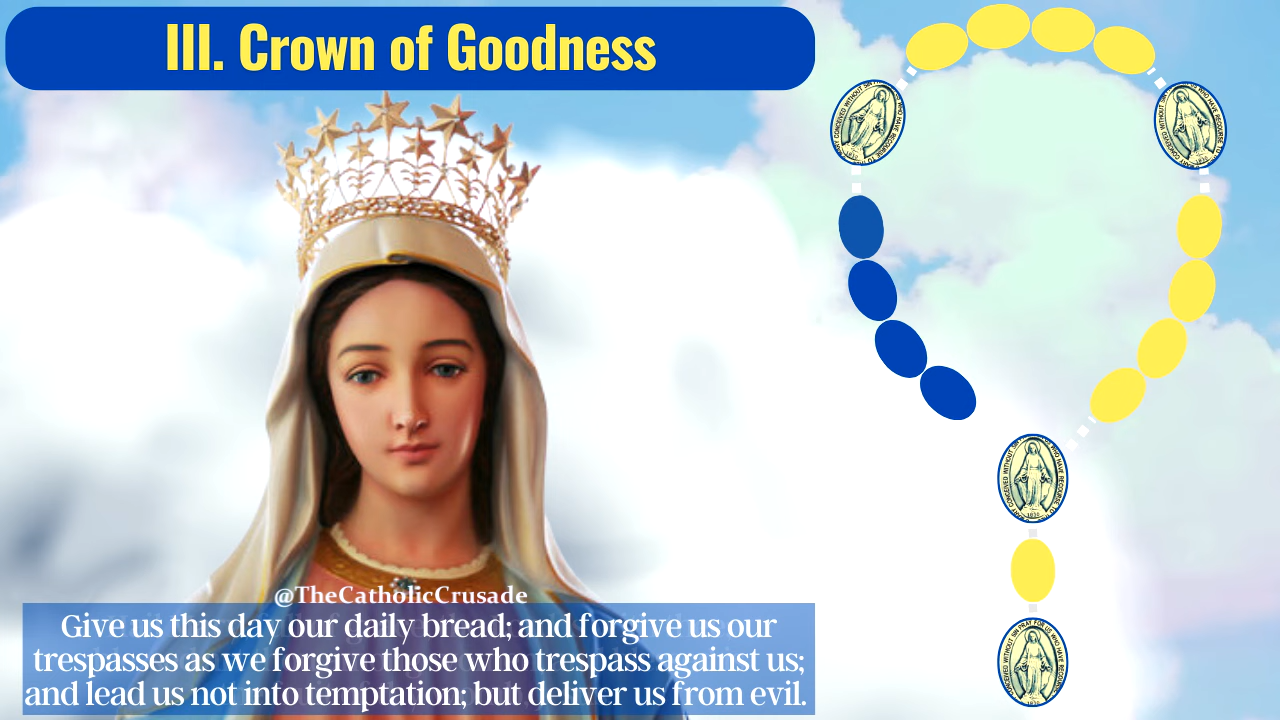 III. Crown of Goodness
@TheCatholicCrusade
Give us this day our daily bread; and forgive us our
trespasses as we forgive those who trespass against us;
and lead us not into temptation; but deliver us from evil.